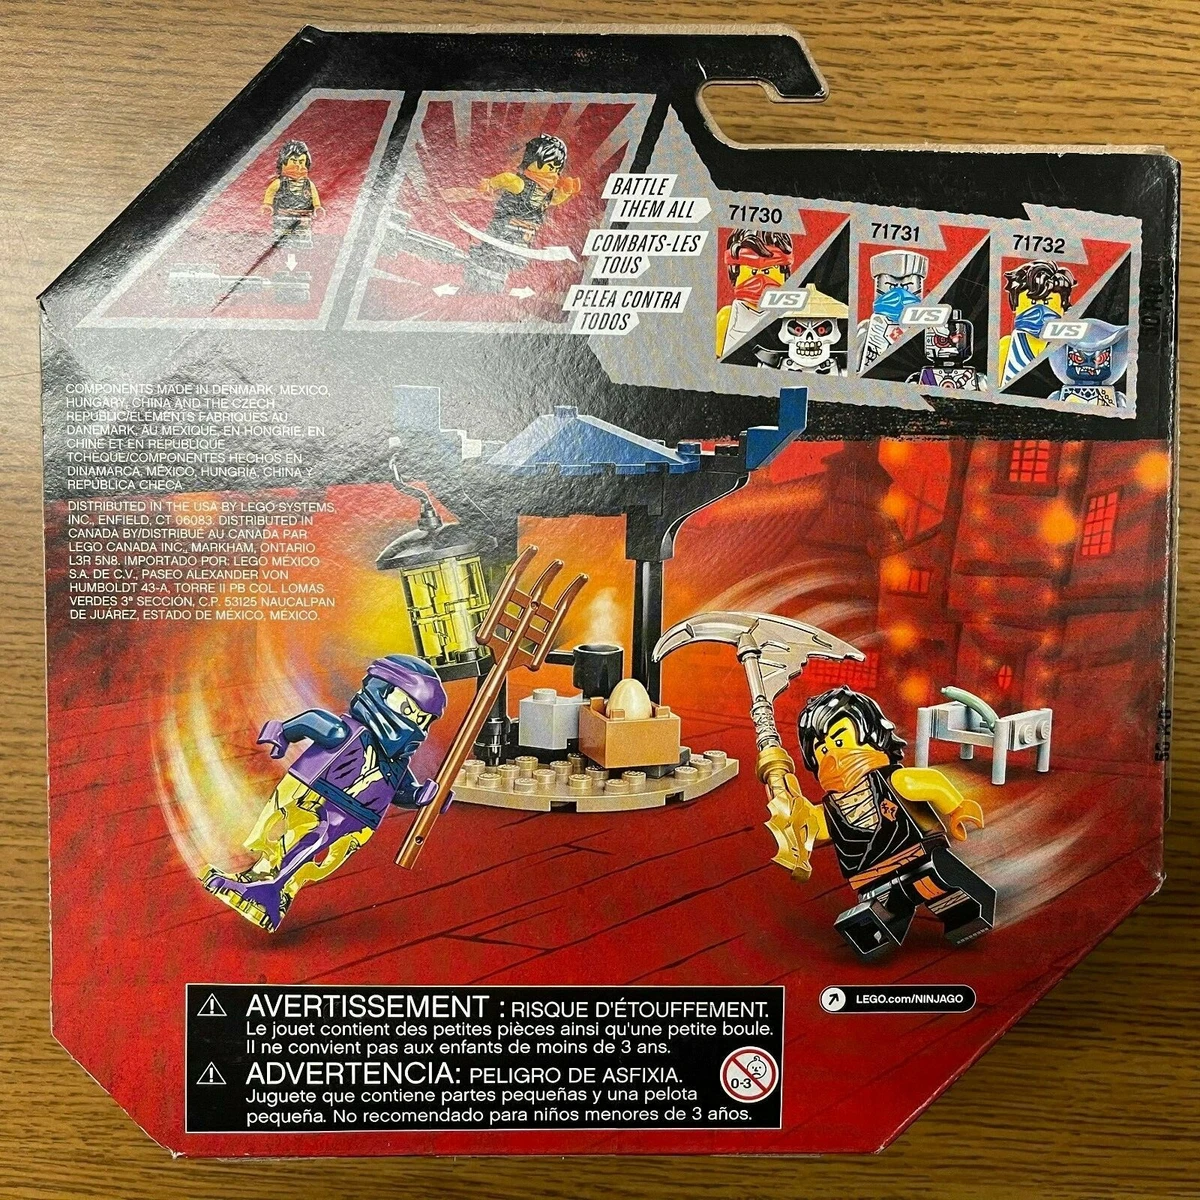 BATTLE
THEM ALL
COMBATS-LES
TOUS
PELEA CONTRA
TODOS
71730
VS
71731
VS
71732
VS
COMPONENTS MADE IN DENMARK, MEXICO,
HUNGARY, CHINA AND THE CZECH
REPUBLIC/ÉLÉMENTS FABRIQUÉS AU
DANEMARK, AU MEXIQUE, EN HONGRIE, EN
CHINE ET EN RÉPUBLIQUE
TCHÈQUE/COMPONENTES HECHOS EN
DINAMARCA, MÉXICO, HUNGRÍA, CHINA Y
REPÚBLICA CHECA
DISTRIBUTED IN THE USA BY LEGO SYSTEMS,
INC., ENFIELD, CT 06083. DISTRIBUTED IN
CANADA BY/DISTRIBUÉ AU CANADA PAR
LEGO CANADA INC., MARKHAM, ONTARIO
L3R 5N8. IMPORTADO POR: LEGO MÉXICO
S.A. DE C.V., PASEO ALEXANDER VON
HUMBOLDT 43-A, TORRE II PB COL. LOMAS
VERDES 3ª SECCIÓN, C.P. 53125 NAUCALPAN
DE JUÁREZ, ESTADO DE MÉXICO, MÉXICO.
AVERTISSEMENT : RISQUE D'ÉTOUFFEMENT.
Le jouet contient des petites pièces ainsi qu'une petite boule.
Il ne convient pas aux enfants de moins de 3 ans.
ADVERTENCIA: PELIGRO DE ASFIXIA.
Juguete que contiene partes pequeñas y una pelota
pequeña. No recomendado para niños menores de 3 años.
0-3
LEGO.com/NINJAGO